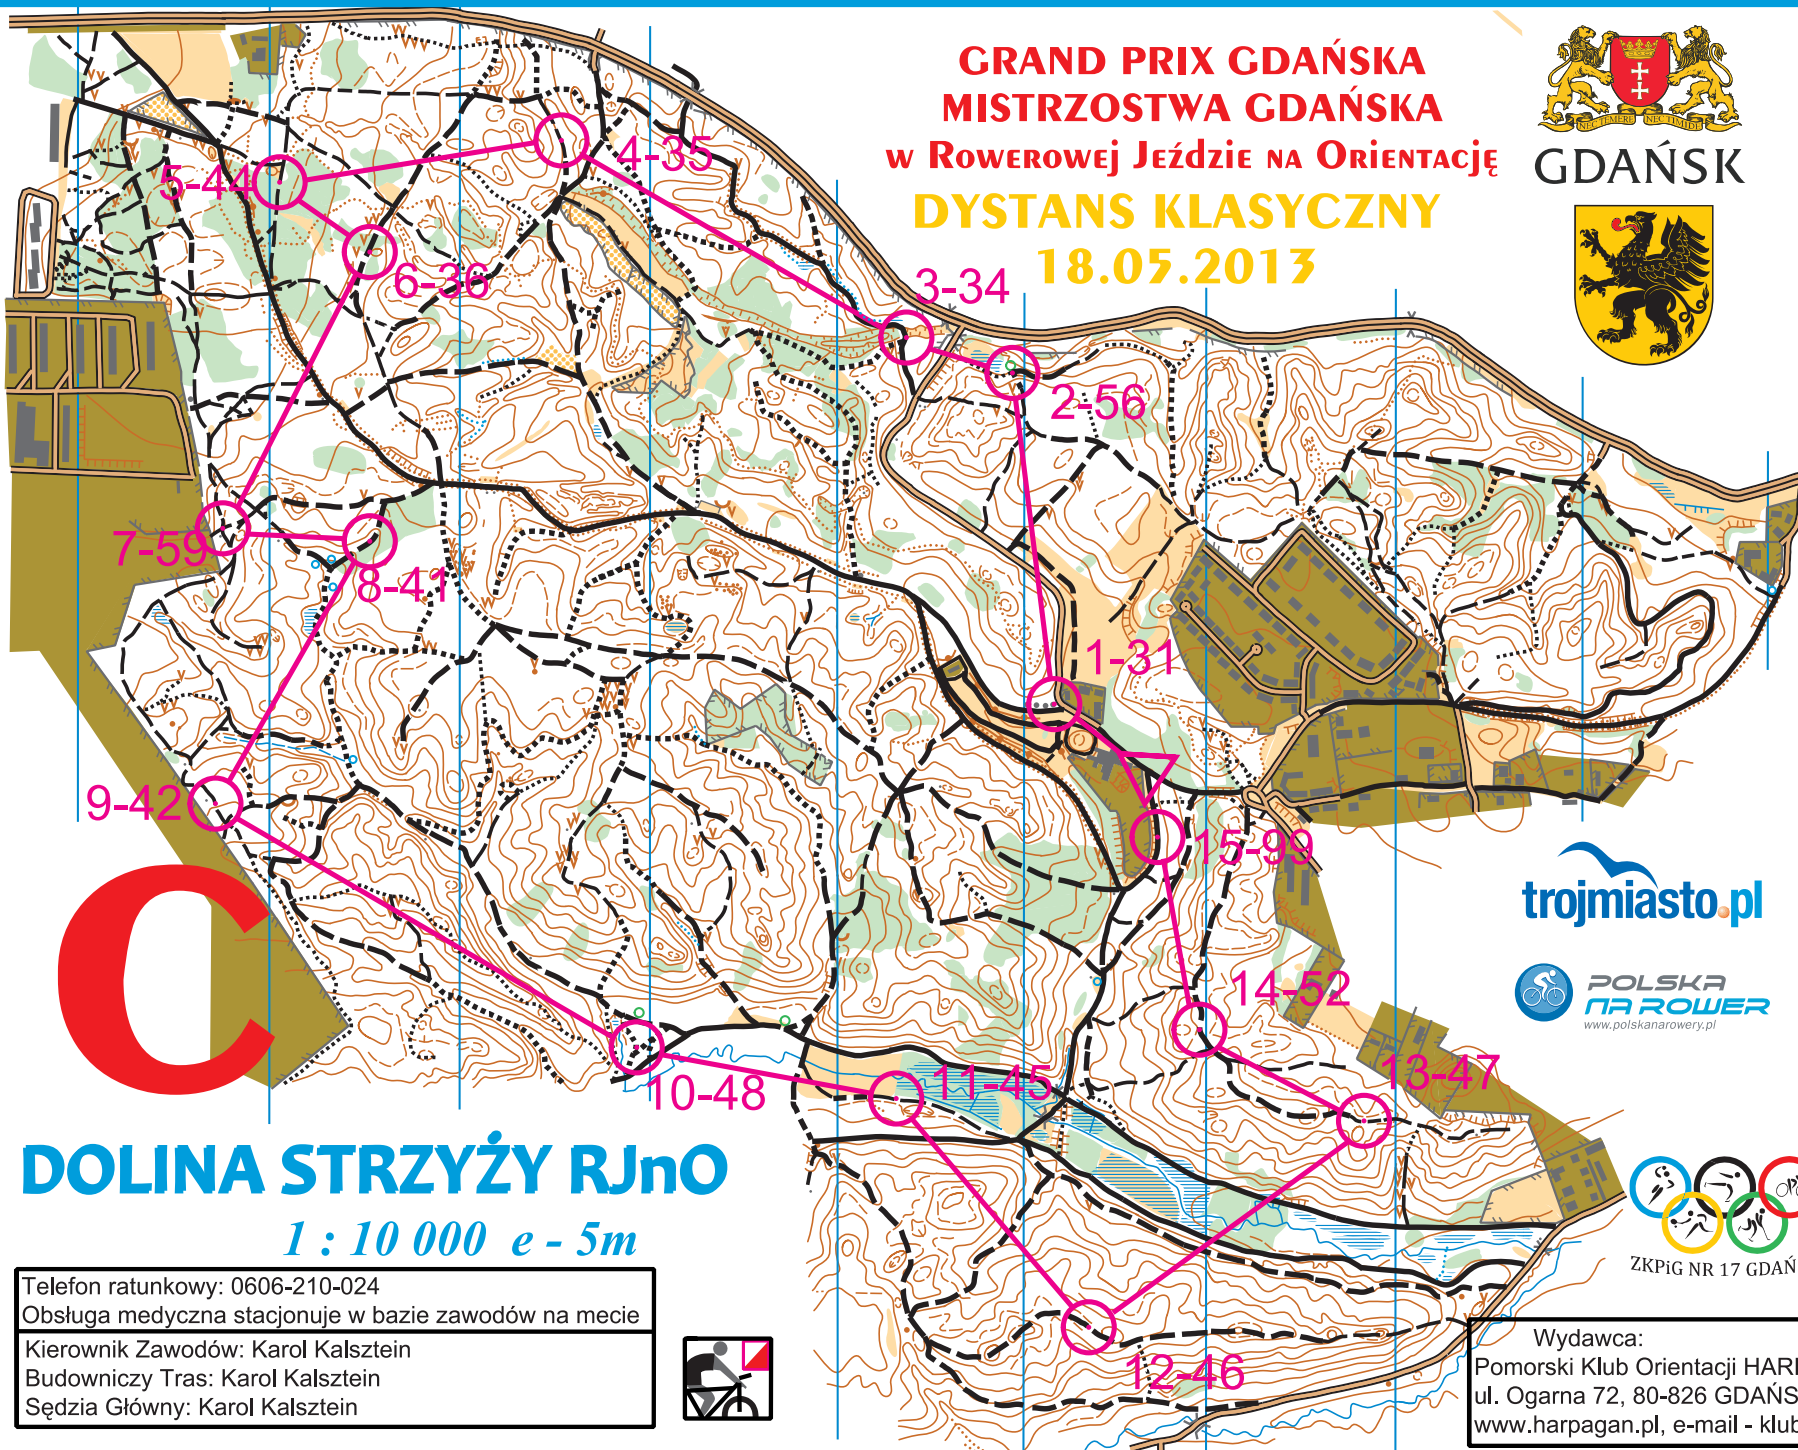 GRAND PRIX GDAŃSKA
MISTRZOSTWA GDAŃSKA
w Rowerowej Jeździe na Orientację
DYSTANS KLASYCZNY
18.05.2013
NEC TEMERE NEC TIMIDE
GDAŃSK
4-35
5-44
6-36
3-34
2-56
7-59
8-41
1-31
9-42
15-99
14-52
13-47
10-48
11-45
12-46
C
trojmiasto.pl
POLSKA
NA ROWER
www.polskanarowery.pl
DOLINA STRZYŻY RJnO
1 : 10 000 e - 5m
ZKPiG NR 17 GDAŃ
Telefon ratunkowy: 0606-210-024
Obsługa medyczna stacjonuje w bazie zawodów na mecie
Kierownik Zawodów: Karol Kalsztein
Budowniczy Tras: Karol Kalsztein
Sędzia Główny: Karol Kalsztein
Wydawca:
Pomorski Klub Orientacji
ul. Ogarna 72, 80-826 GDAŃS
www.harpagan.pl, e-mail - klub